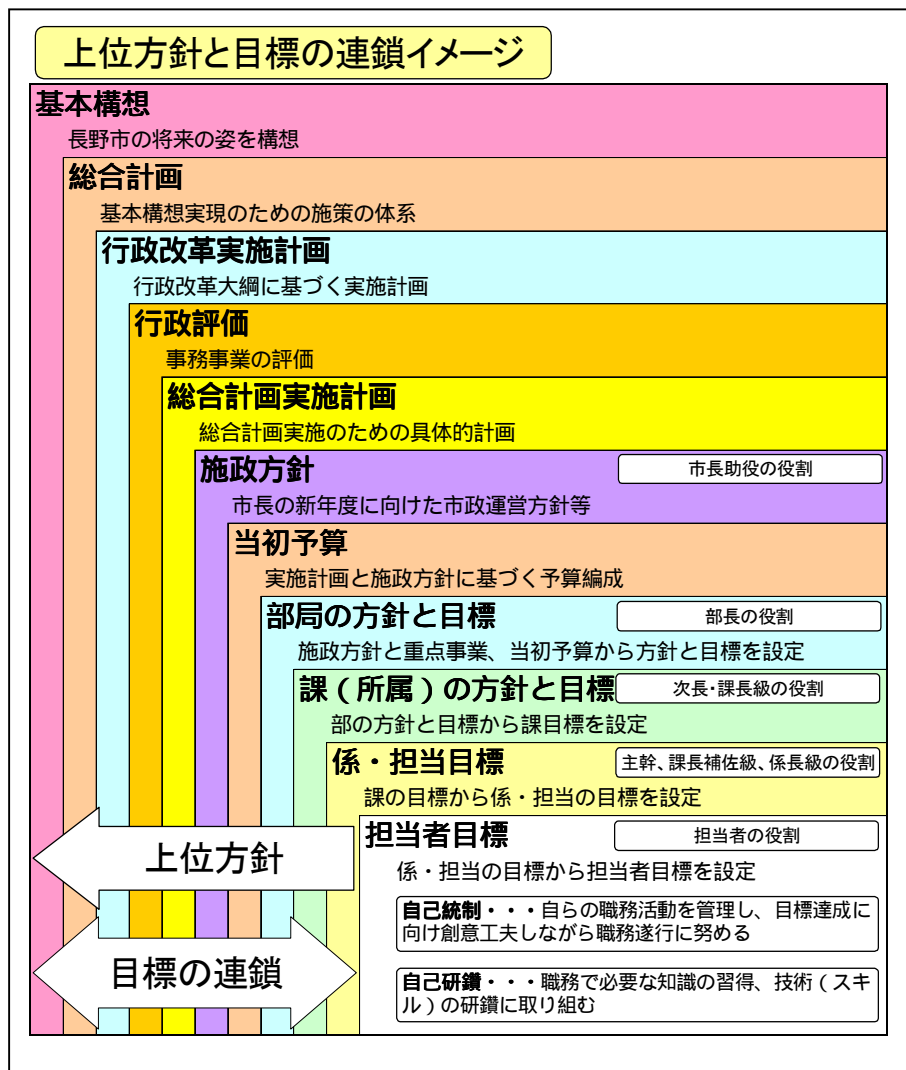 上位方針と目標の連鎖イメージ
基本構想
長野市の将来の姿を構想
総合計画
基本構想実現のための施策の体系
行政改革実施計画
行政改革大綱に基づく実施計画
行政評価
事務事業の評価
総合計画実施計画
総合計画実施のための具体的計画
施政方針
市長助役の役割
市長の新年度に向けた市政運営方針等
当初予算
実施計画と施政方針に基づく予算編成
部局の方針と目標
部長の役割
施政方針と重点事業、当初予算から方針と目標を設定
課（所属）の方針と目標
次長・課長級の役割
部の方針と目標から課目標を設定
係・担当目標
主幹、課長補佐級、係長級の役割
課の目標から係・担当の目標を設定
担当者目標
担当者の役割
係・担当の目標から担当者目標を設定
自己統制・・・自らの職務活動を管理し、目標達成に
向け創意工夫しながら職務遂行に努める
自己研鑽・・・職務で必要な知識の習得、技術（スキ
ル）の研鑽に取り組む
上位方針
目標の連鎖